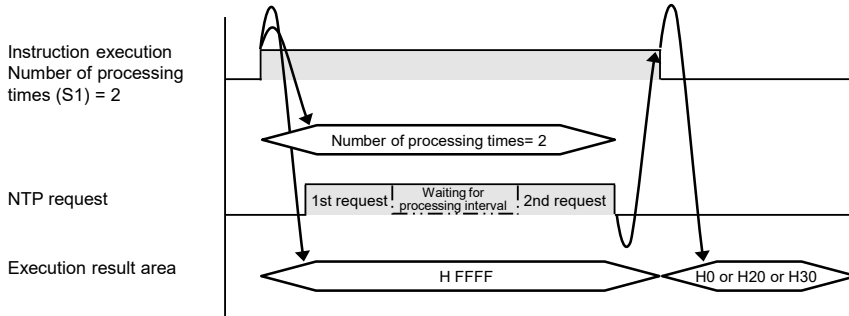 Instruction execution
Number of processing
times (S1) = 2
Number of processing times= 2
NTP request
1st request
Waiting for
processing interval
2nd request
Execution result area
H FFFF
H0 or H20 or H30